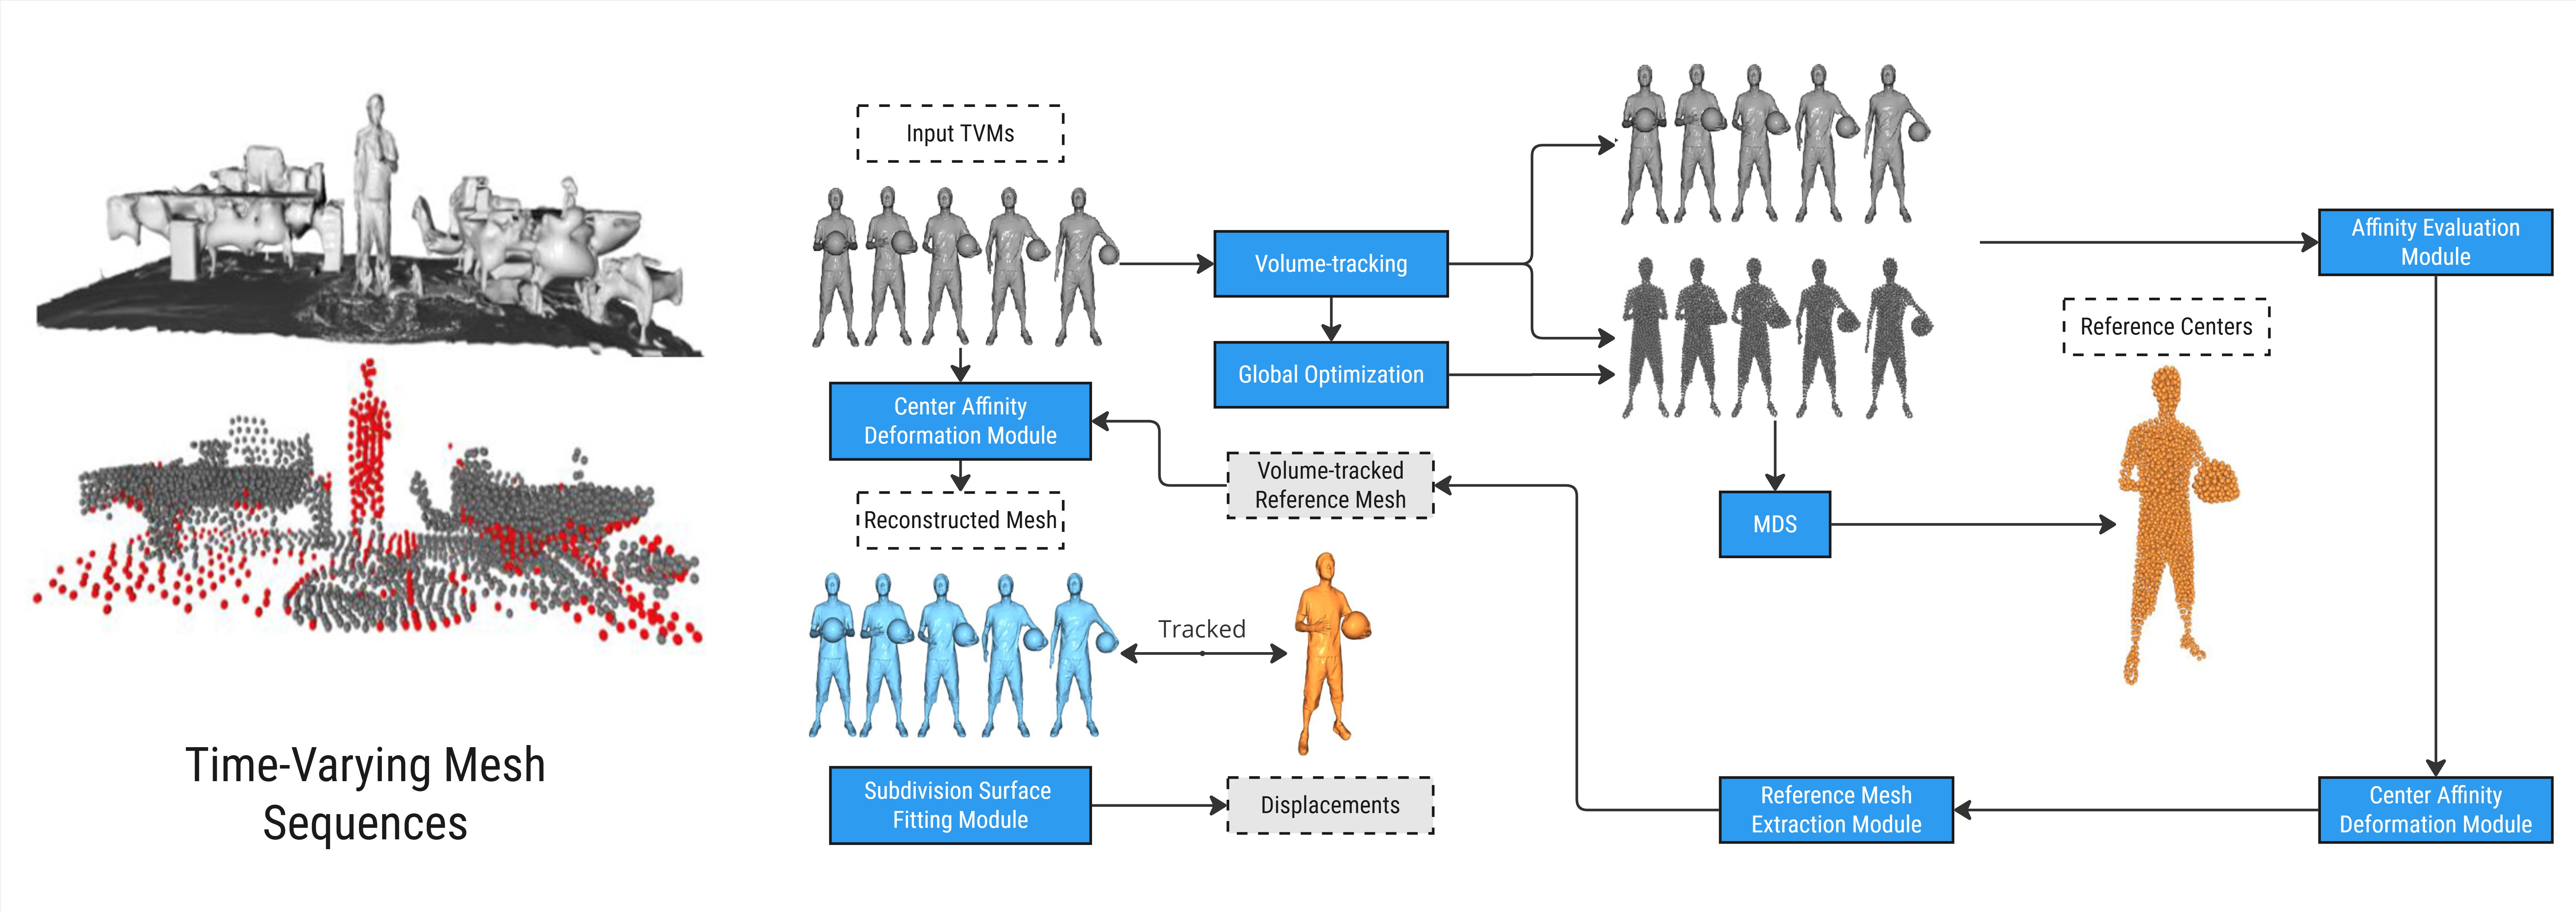 Input TVMs
Volume-tracking
Global Optimization
Affinity Evaluation
Module
Reference Centers
Center Affinity
Deformation Module
Volume-tracked
Reference Mesh
Reconstructed Mesh
MDS
Tracked
Time-Varying Mesh
Sequences
Subdivision Surface
Fitting Module
Displacements
Reference Mesh
Extraction Module
Center Affinity
Deformation Module